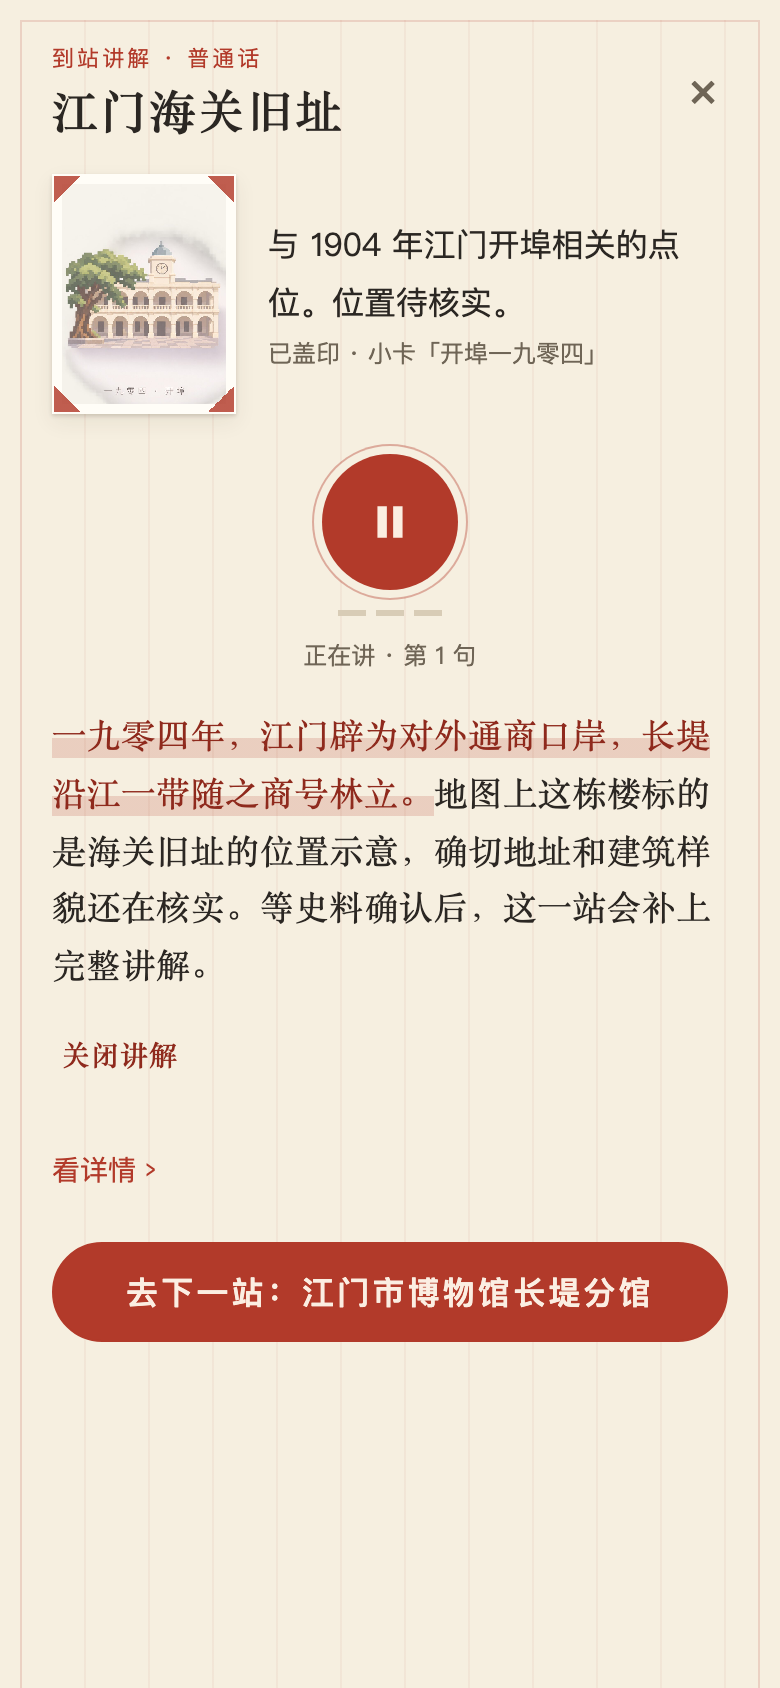 到站讲解 · 普通话
江门海关旧址
与 1904 年江门开埠相关的点
位。位置待核实。
已盖印 · 小卡「开埠一九零四」
一九零四 · 开埠
正在讲 · 第 1 句
一九零四年，江门辟为对外通商口岸，长堤
沿江一带随之商号林立。地图上这栋楼标的
是海关旧址的位置示意，确切地址和建筑样
貌还在核实。等史料确认后，这一站会补上
完整讲解。
关闭讲解
看详情 >
去下一站：江门市博物馆长堤分馆